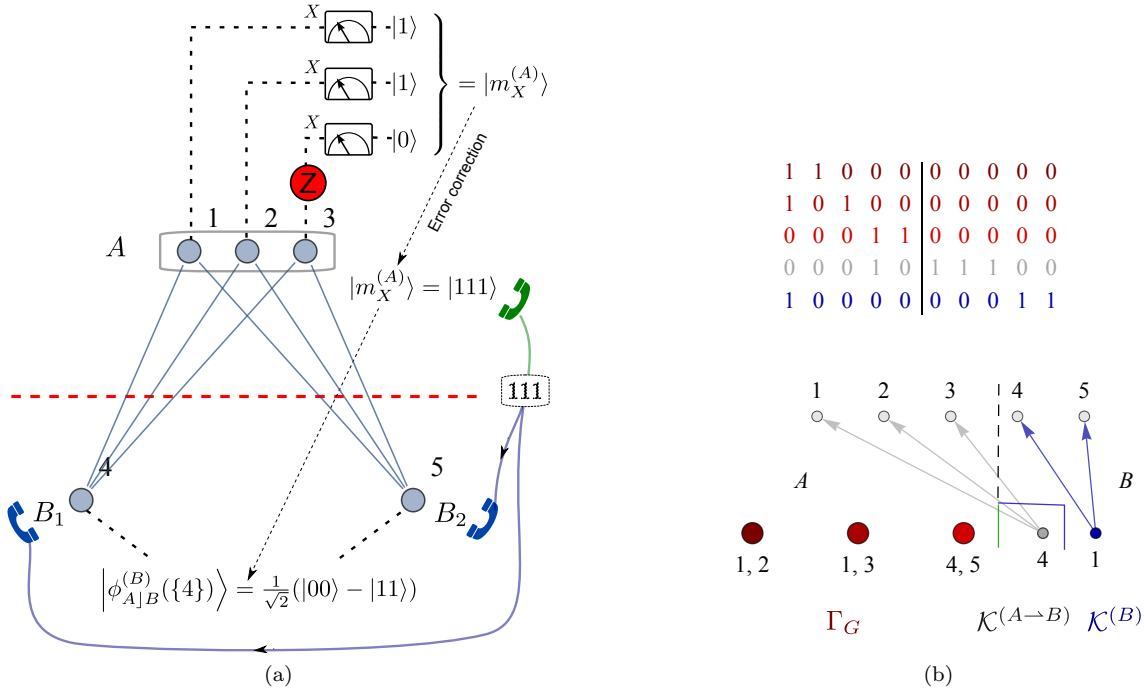 X |1⟩
X |1⟩ = |m_X^(A)⟩
X |0⟩
Z
Error correction
1 2 3
A
|m_X^(A)⟩ = |111⟩
111
4 5
B₁ B₂
|ϕ_{A⌋B}^(B)({4})⟩ = 1/√2(|00⟩ − |11⟩)
(a)
1 1 0 0 0 0 0 0 0 0
1 0 1 0 0 0 0 0 0 0
0 0 0 1 1 0 0 0 0 0
0 0 0 1 0 1 1 1 0 0
1 0 0 0 0 0 0 0 1 1
1 2 3 4 5
A B
1, 2 1, 3 4, 5 4 1
Γ_G 𝒦^(A⇀B) 𝒦^(B)
(b)